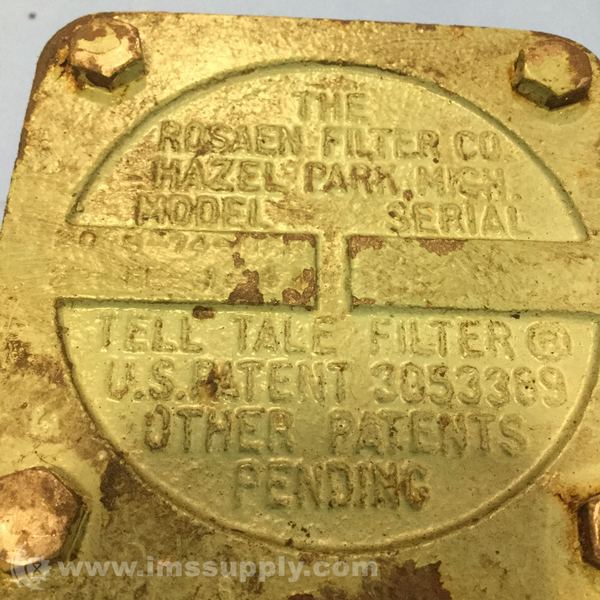 THE
ROSAEN FILTER CO.
HAZEL PARK, MICH.
MODEL SERIAL
TELL TALE FILTER ®
U.S. PATENT 3053389
OTHER PATENTS
PENDING
www.imssupply.com